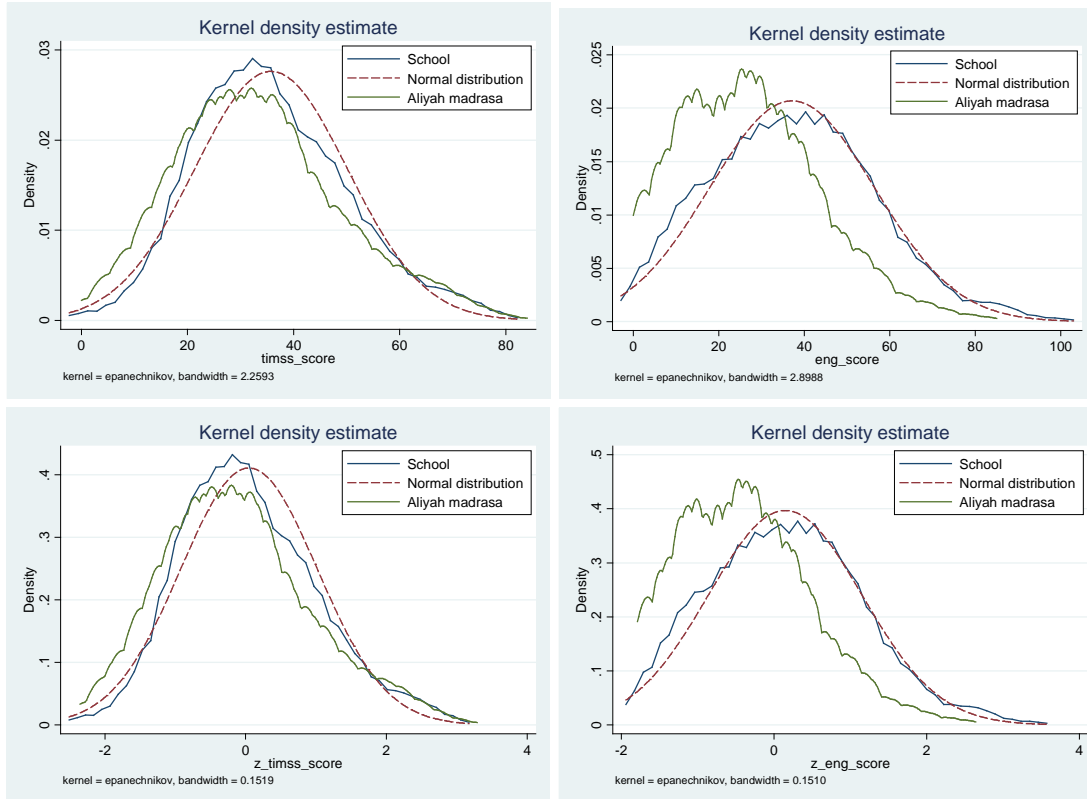 Kernel density estimate
School
Normal distribution
Aliyah madrasa
Density
0 .01 .02 .03
0 20 40 60 80
timss_score
kernel = epanechnikov, bandwidth = 2.2593
Kernel density estimate
School
Normal distribution
Aliyah madrasa
Density
0 .005 .01 .015 .02 .025
0 20 40 60 80 100
eng_score
kernel = epanechnikov, bandwidth = 2.8988
Kernel density estimate
School
Normal distribution
Aliyah madrasa
Density
0 .1 .2 .3 .4
-2 0 2 4
z_timss_score
kernel = epanechnikov, bandwidth = 0.1519
Kernel density estimate
School
Normal distribution
Aliyah madrasa
Density
0 .1 .2 .3 .4 .5
-2 0 2 4
z_eng_score
kernel = epanechnikov, bandwidth = 0.1510